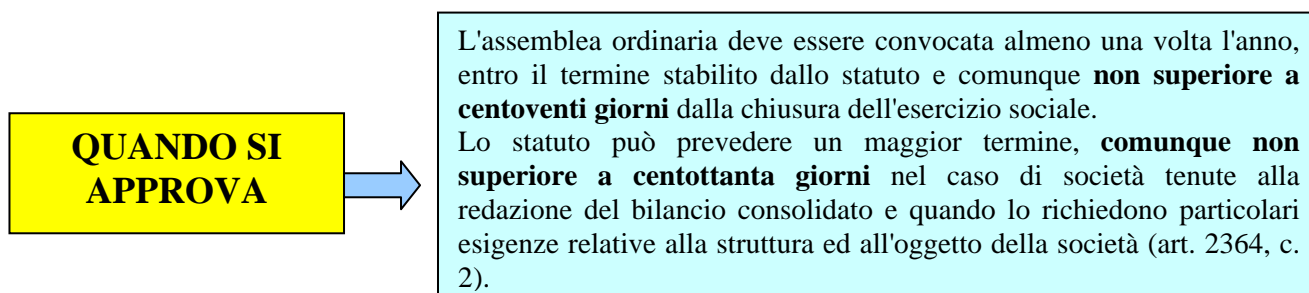 QUANDO SI
APPROVA
L'assemblea ordinaria deve essere convocata almeno una volta l'anno,
entro il termine stabilito dallo statuto e comunque non superiore a
centoventi giorni dalla chiusura dell'esercizio sociale.
Lo statuto può prevedere un maggior termine, comunque non
superiore a centottanta giorni nel caso di società tenute alla
redazione del bilancio consolidato e quando lo richiedono particolari
esigenze relative alla struttura ed all'oggetto della società (art. 2364, c.
2).